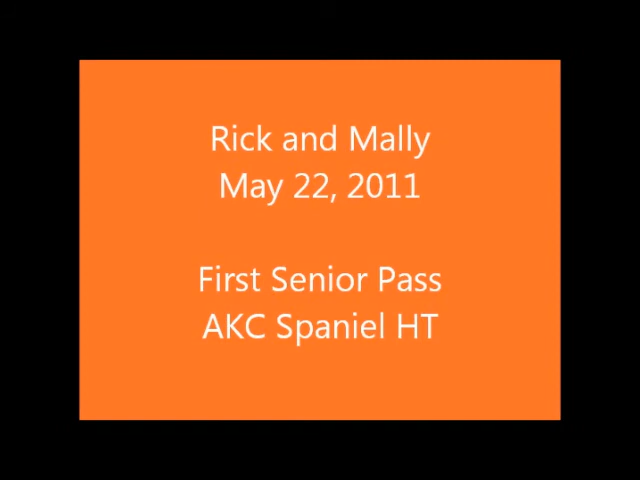 Rick and Mally
May 22, 2011
First Senior Pass
AKC Spaniel HT